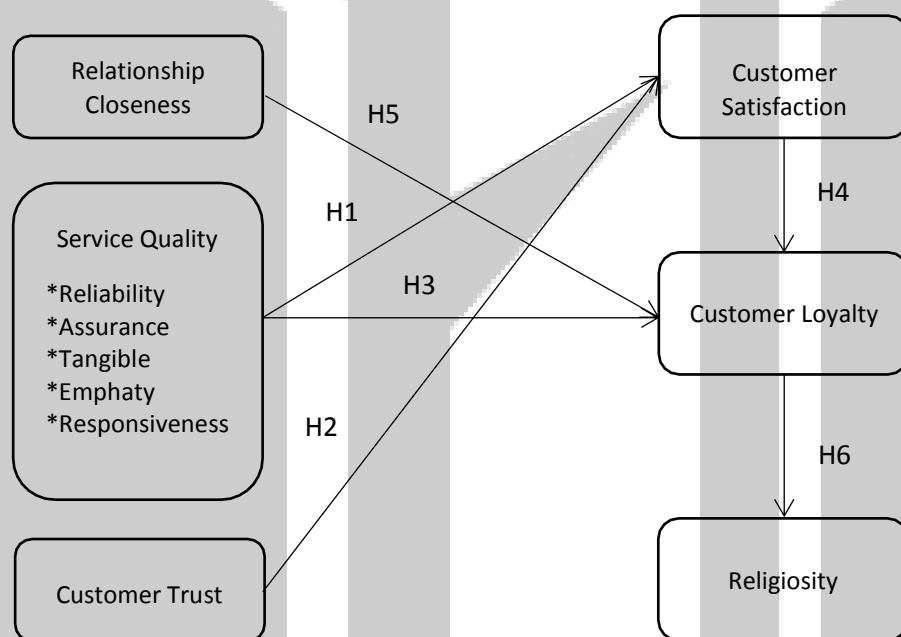 Relationship
Closeness
Customer
Satisfaction
H5
H4
H1
Service Quality
*Reliability
*Assurance
*Tangible
*Emphaty
*Responsiveness
H3
Customer Loyalty
H2
H6
Customer Trust
Religiosity